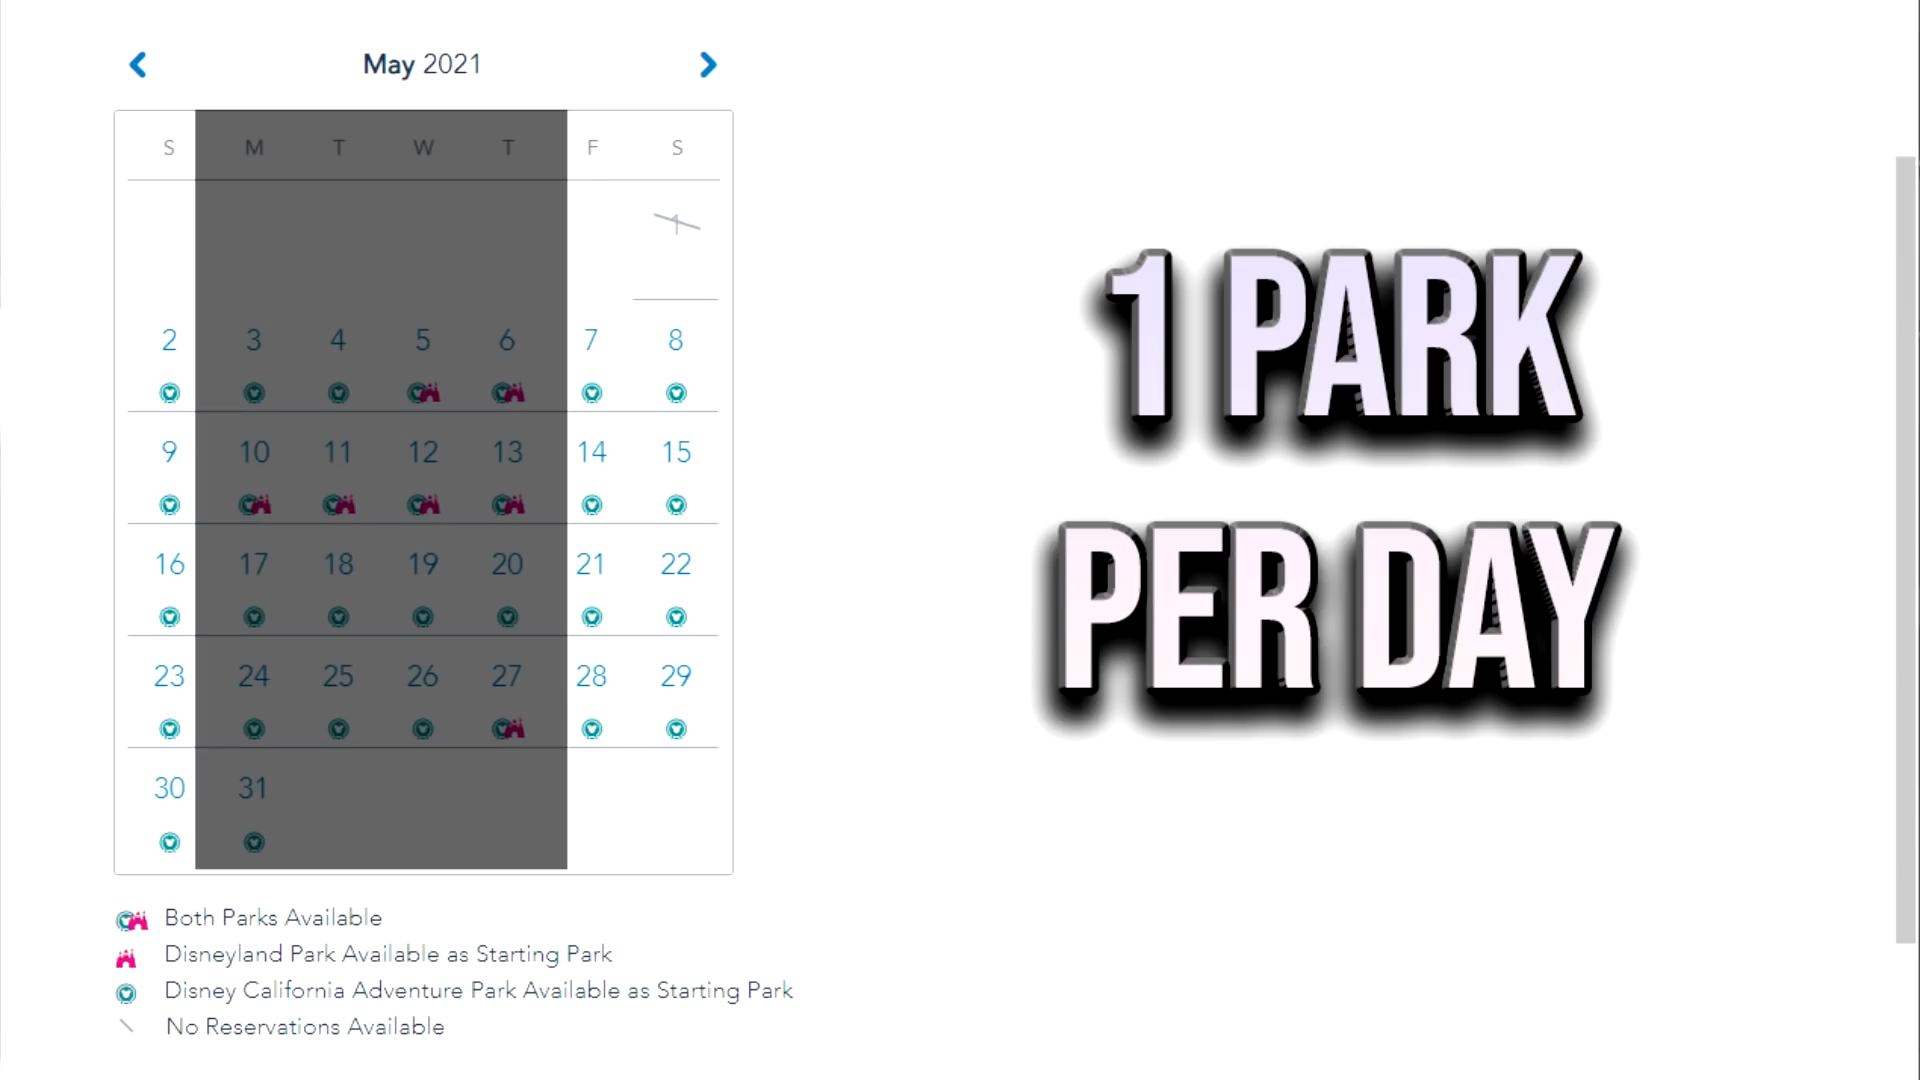 May 2021
S M T W T F S
1
2 3 4 5 6 7 8
9 10 11 12 13 14 15
16 17 18 19 20 21 22
23 24 25 26 27 28 29
30 31
Both Parks Available
Disneyland Park Available as Starting Park
Disney California Adventure Park Available as Starting Park
No Reservations Available
1 PARK
PER DAY